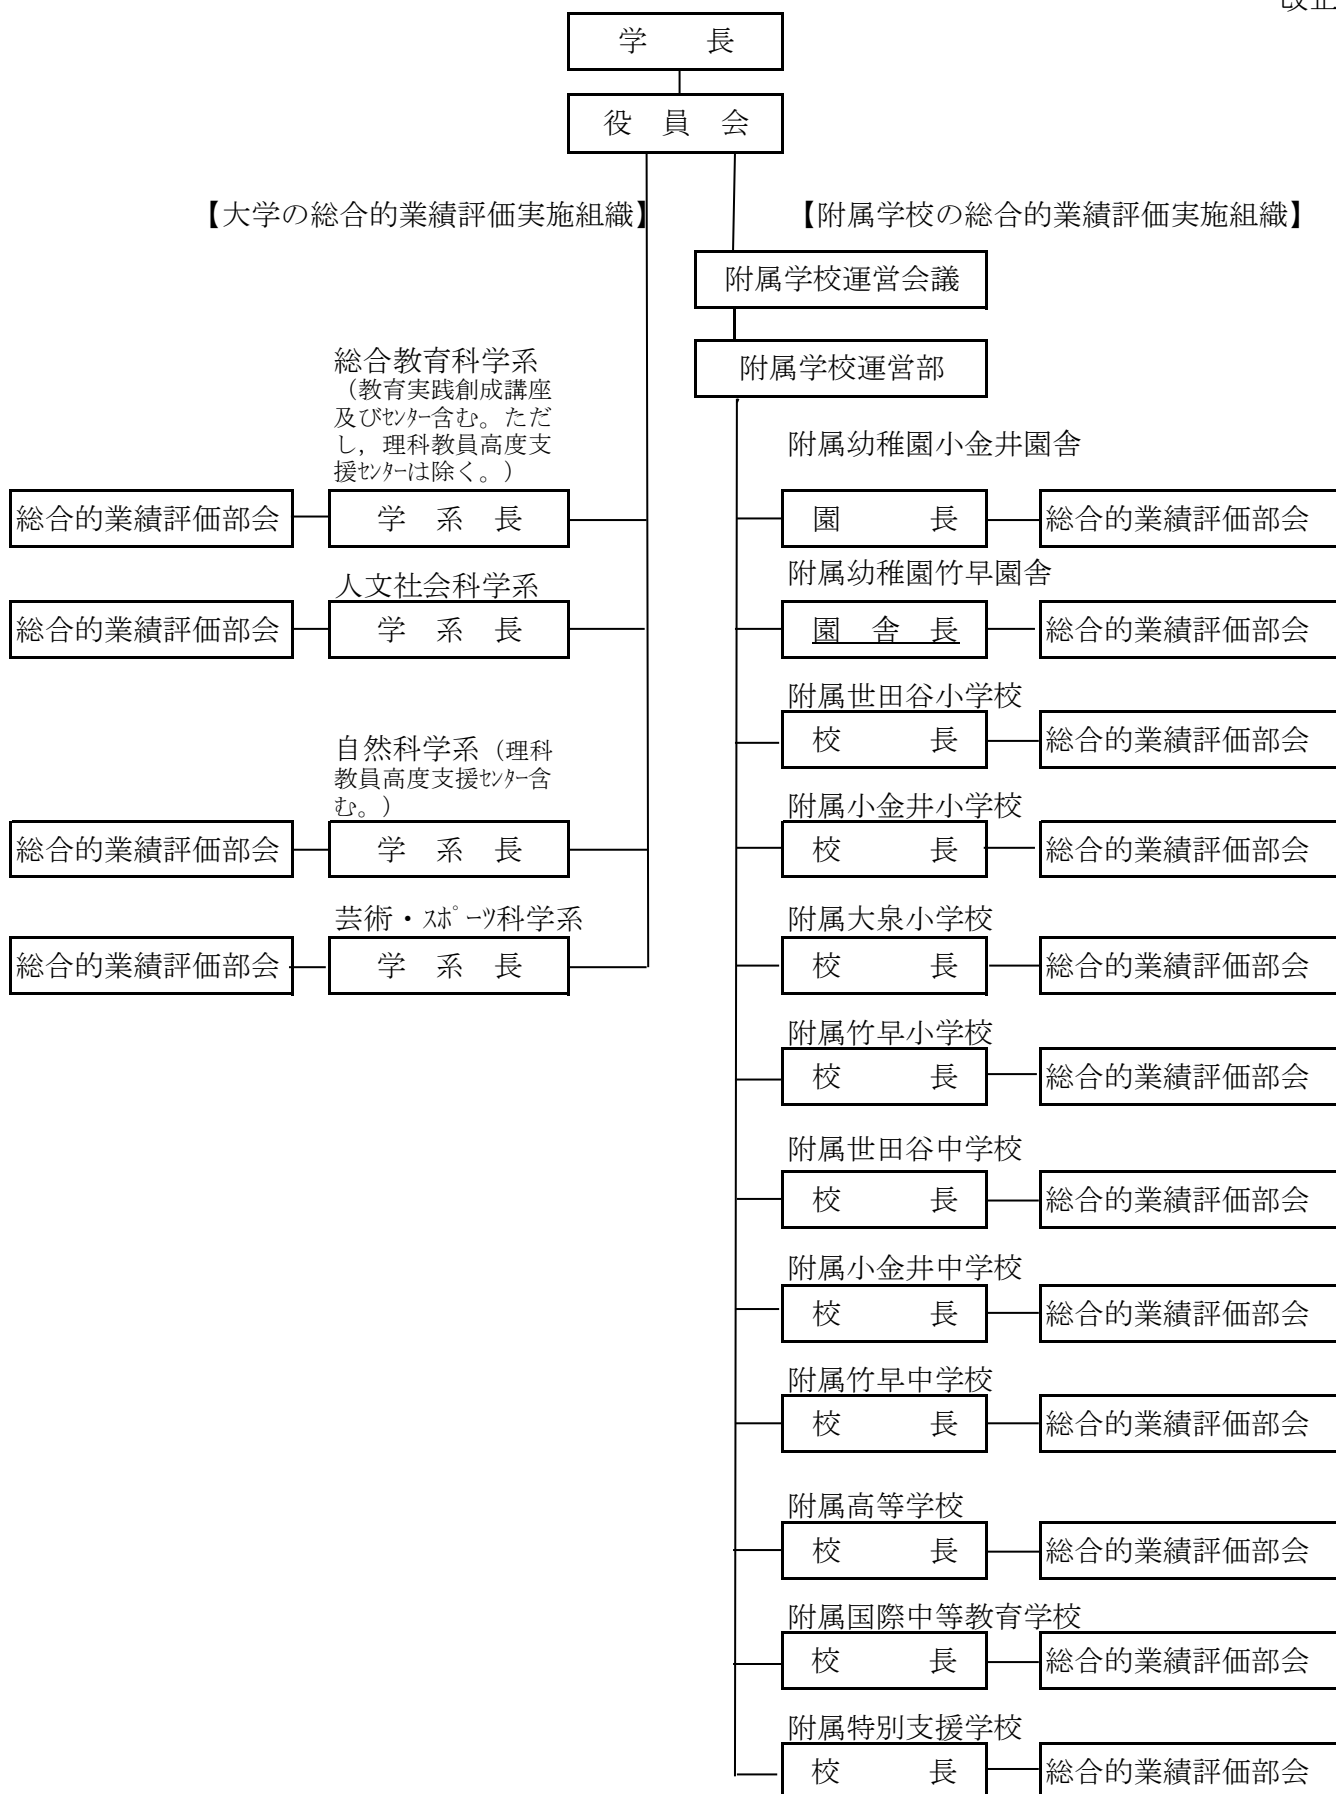 改正
学　　長
役　員　会
【大学の総合的業績評価実施組織】
総合教育科学系
（教育実践創成講座
及びｾﾝﾀｰ含む。ただ
し，理科教員高度支
援ｾﾝﾀｰは除く。）
総合的業績評価部会　学　系　長
人文社会科学系
総合的業績評価部会　学　系　長
自然科学系（理科
教員高度支援ｾﾝﾀｰ含
む。）
総合的業績評価部会　学　系　長
芸術・ｽﾎﾟｰﾂ科学系
総合的業績評価部会　学　系　長
【附属学校の総合的業績評価実施組織】
附属学校運営会議
附属学校運営部
附属幼稚園小金井園舎
園　　　長　総合的業績評価部会
附属幼稚園竹早園舎
園　舎　長　総合的業績評価部会
附属世田谷小学校
校　　　長　総合的業績評価部会
附属小金井小学校
校　　　長　総合的業績評価部会
附属大泉小学校
校　　　長　総合的業績評価部会
附属竹早小学校
校　　　長　総合的業績評価部会
附属世田谷中学校
校　　　長　総合的業績評価部会
附属小金井中学校
校　　　長　総合的業績評価部会
附属竹早中学校
校　　　長　総合的業績評価部会
附属高等学校
校　　　長　総合的業績評価部会
附属国際中等教育学校
校　　　長　総合的業績評価部会
附属特別支援学校
校　　　長　総合的業績評価部会